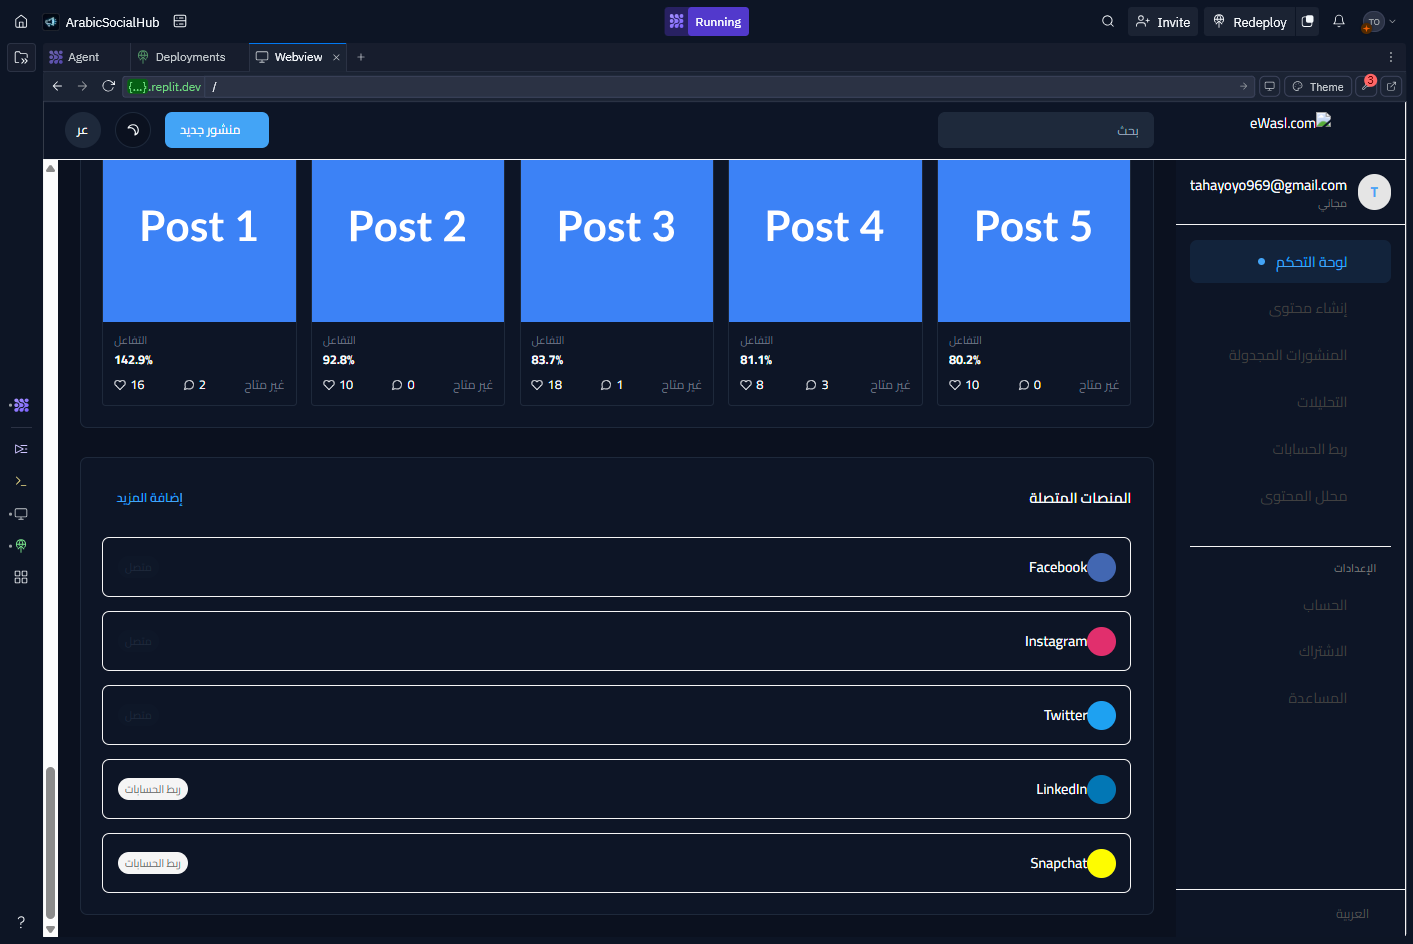 ArabicSocialHub
Running
Invite
Redeploy
TO
Agent
Deployments
Webview
{...}.replit.dev
/
Theme
3
eWasl.com
بحث
منشور جديد
عر
tahayoyo969@gmail.com
مجاني
T
لوحة التحكم
إنشاء محتوى
المنشورات المجدولة
التحليلات
ربط الحسابات
محلل المحتوى
الإعدادات
الحساب
الاشتراك
المساعدة
العربية
Post 1
Post 2
Post 3
Post 4
Post 5
التفاعل
142.9%
16
2
غير متاح
التفاعل
92.8%
10
0
غير متاح
التفاعل
83.7%
18
1
غير متاح
التفاعل
81.1%
8
3
غير متاح
التفاعل
80.2%
10
0
غير متاح
المنصات المتصلة
إضافة المزيد
Facebook
متصل
Instagram
متصل
Twitter
متصل
LinkedIn
ربط الحسابات
Snapchat
ربط الحسابات
?